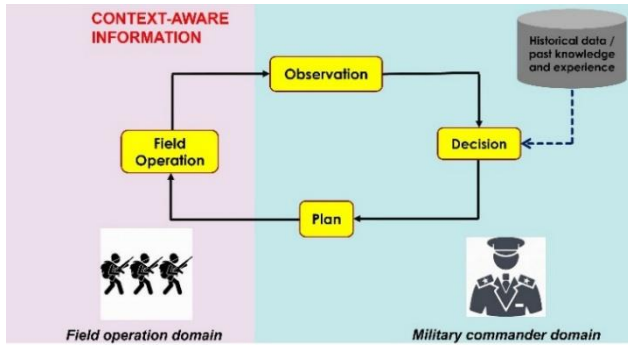 CONTEXT-AWARE
INFORMATION
Historical data /
past knowledge
and experience
Observation
Field
Operation
Decision
Plan
Field operation domain
Military commander domain